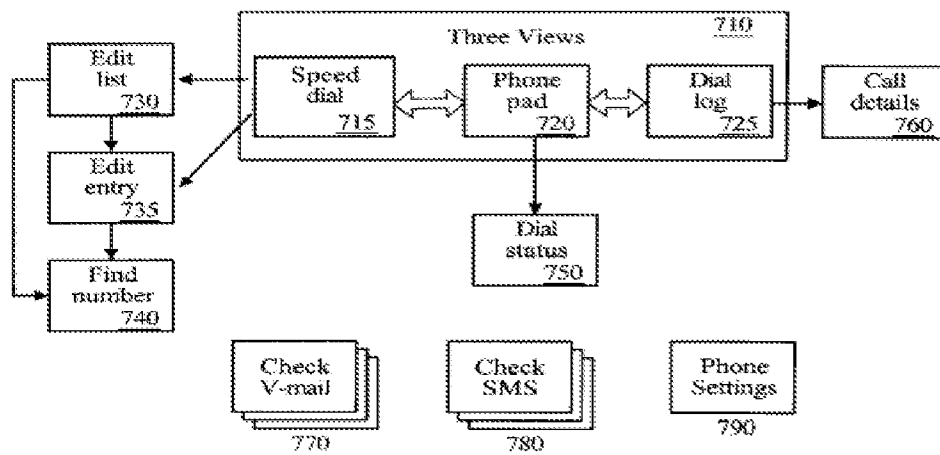 710
Three Views
Edit
list
730
Speed
dial
715
Phone
pad
720
Dial
log
725
Call
details
760
Edit
entry
735
Dial
status
750
Find
number
740
Check
V-mail
770
Check
SMS
780
Phone
Settings
790